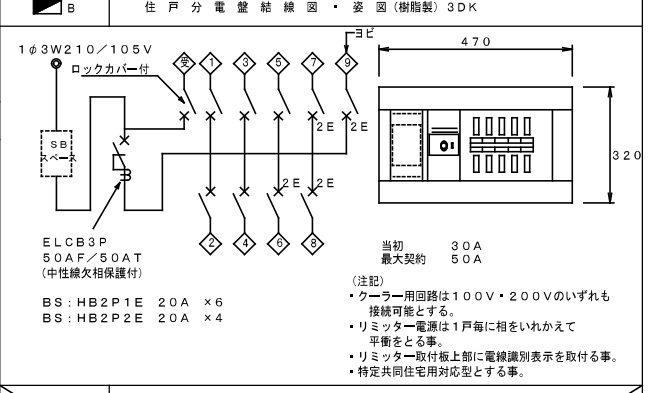 B
住戸分電盤結線図・姿図(樹脂製) 3DK
ヨビ
1φ3W210/105V
ロックカバー付
受 1 3 5 7 9
2E 2E
SB
スペース
2E 2E
2 4 6 8
470
320
ELCB3P
50AF/50AT
(中性線欠相保護付)
BS:HB2P1E 20A ×6
BS:HB2P2E 20A ×4
当初 30A
最大契約 50A
(注記)
・クーラー用回路は100V・200Vのいずれも
接続可能とする。
・リミッター電源は1戸毎に相をいれかえて
平衡をとる事。
・リミッター取付板上部に電線識別表示を取付る事。
・特定共同住宅用対応型とする事。